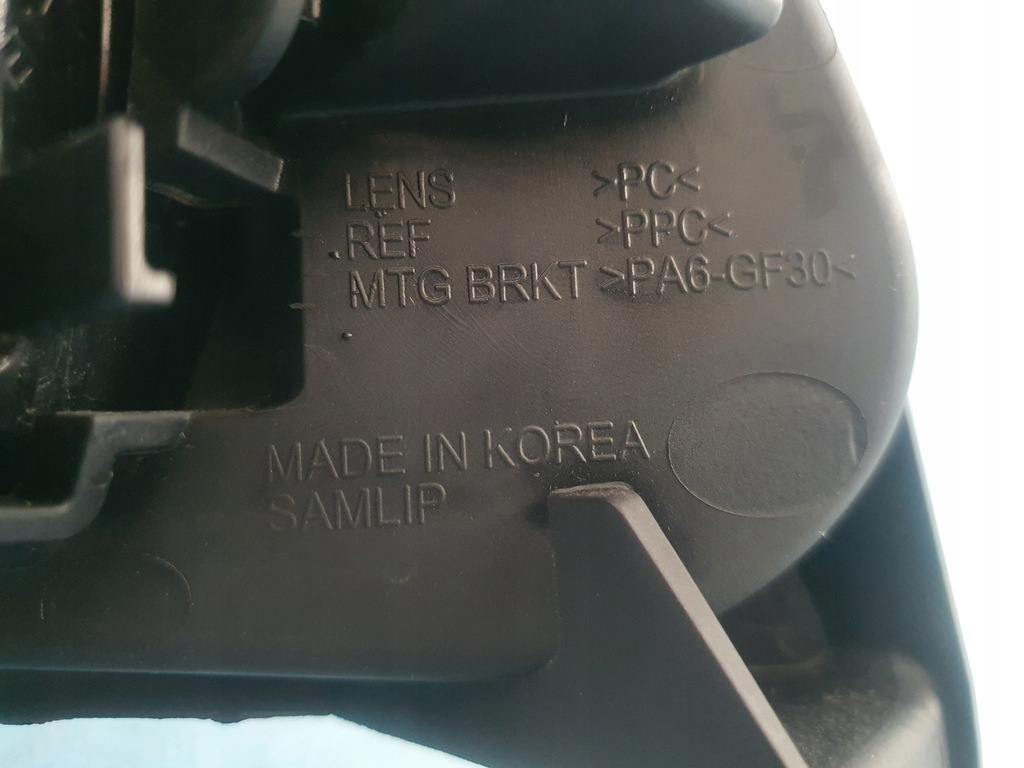 LENS >PC<
REF >PPC<
MTG BRKT >PA6-GF30<
MADE IN KOREA
SAMLIP